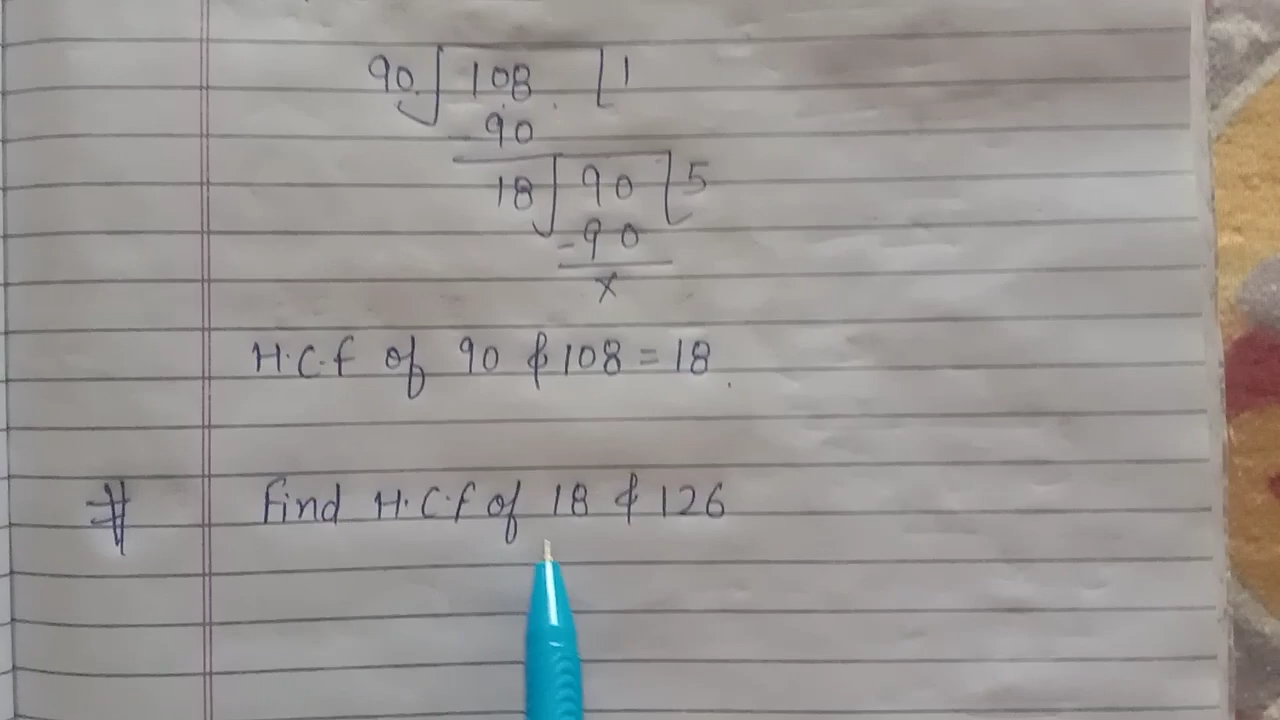 90 108 1
- 90
18 90 5
- 90
x
H.C.F of 90 & 108 = 18
# Find H.C.F of 18 & 126